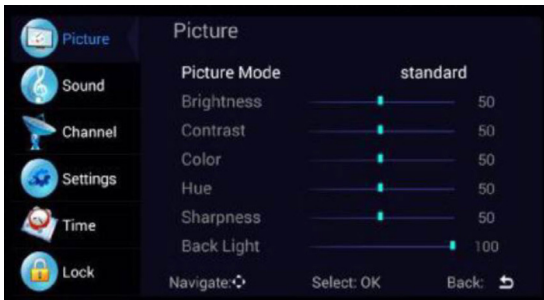 Picture
Sound
Channel
Settings
Time
Lock
Picture
Picture Mode standard
Brightness 50
Contrast 50
Color 50
Hue 50
Sharpness 50
Back Light 100
Navigate: Select: OK Back: